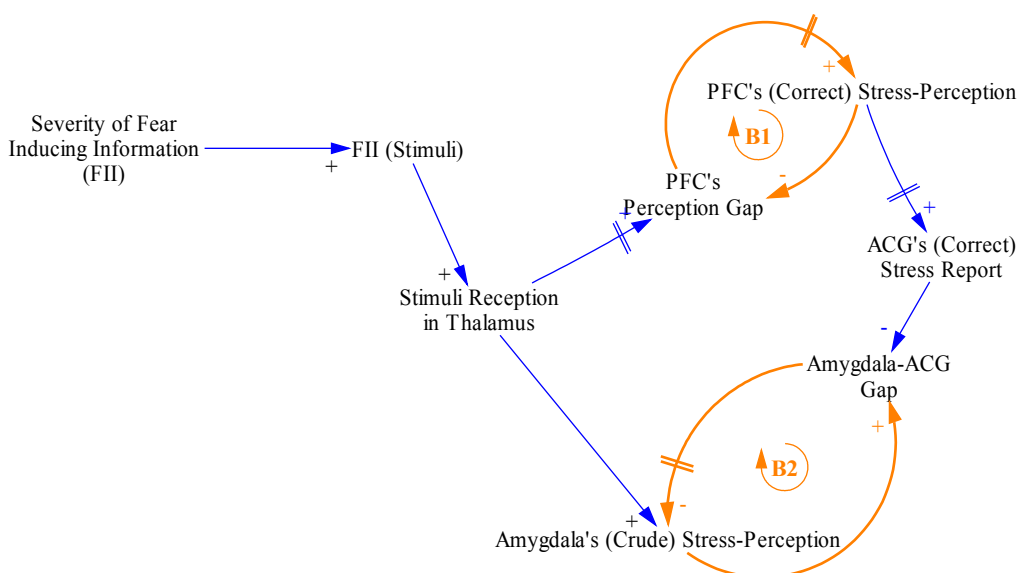 Severity of Fear
Inducing Information
(FII)
+
FII (Stimuli)
+
Stimuli Reception
in Thalamus
+
PFC's
Perception Gap
B1
+
PFC's (Correct) Stress-Perception
-
+
ACG's (Correct)
Stress Report
-
Amygdala-ACG
Gap
+
B2
-
+
Amygdala's (Crude) Stress-Perception